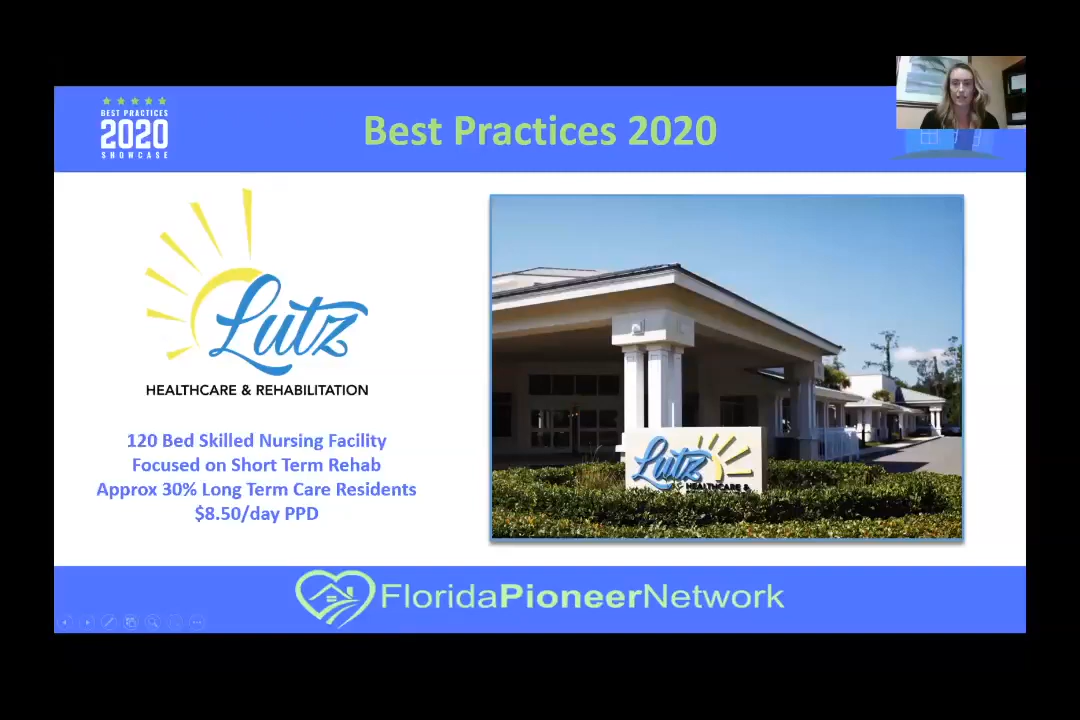 BEST PRACTICES
2020
SHOWCASE
Best Practices 2020
Lutz
HEALTHCARE & REHABILITATION
120 Bed Skilled Nursing Facility
Focused on Short Term Rehab
Approx 30% Long Term Care Residents
$8.50/day PPD
Lutz
HEALTHCARE &
FloridaPioneerNetwork